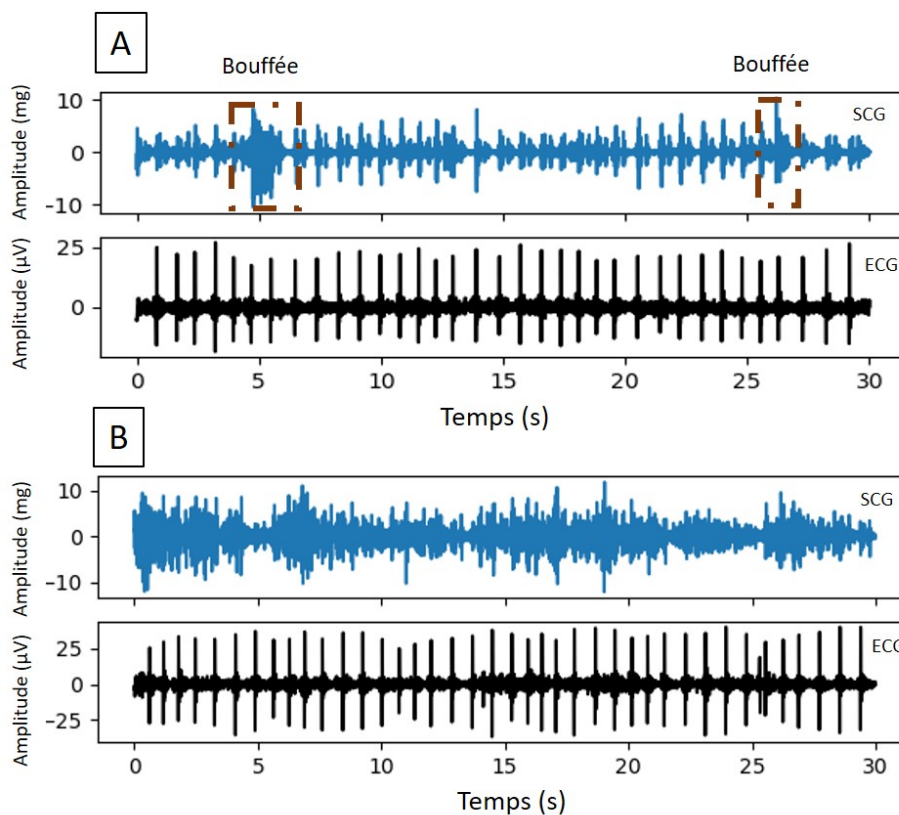 A
Bouffée
Bouffée
Amplitude (mg)
10
0
-10
SCG
Amplitude (µV)
25
0
ECG
0 5 10 15 20 25 30
Temps (s)
B
Amplitude (mg)
10
0
-10
SCG
Amplitude (µV)
25
0
-25
ECG
0 5 10 15 20 25 30
Temps (s)